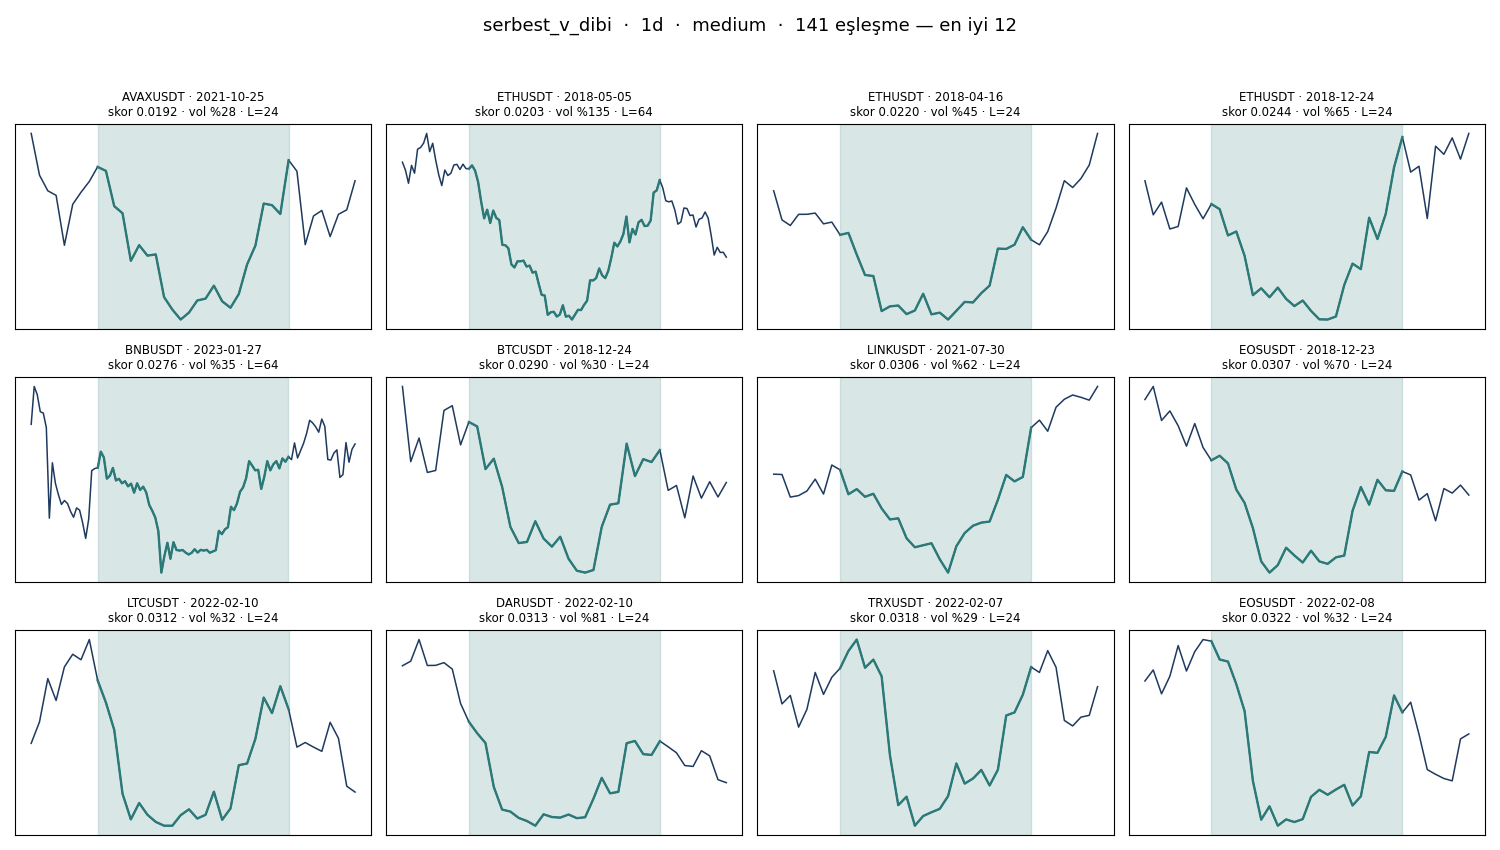 serbest_v_dibi · 1d · medium · 141 eşleşme — en iyi 12
AVAXUSDT · 2021-10-25
skor 0.0192 · vol %28 · L=24
ETHUSDT · 2018-05-05
skor 0.0203 · vol %135 · L=64
ETHUSDT · 2018-04-16
skor 0.0220 · vol %45 · L=24
ETHUSDT · 2018-12-24
skor 0.0244 · vol %65 · L=24
BNBUSDT · 2023-01-27
skor 0.0276 · vol %35 · L=64
BTCUSDT · 2018-12-24
skor 0.0290 · vol %30 · L=24
LINKUSDT · 2021-07-30
skor 0.0306 · vol %62 · L=24
EOSUSDT · 2018-12-23
skor 0.0307 · vol %70 · L=24
LTCUSDT · 2022-02-10
skor 0.0312 · vol %32 · L=24
DARUSDT · 2022-02-10
skor 0.0313 · vol %81 · L=24
TRXUSDT · 2022-02-07
skor 0.0318 · vol %29 · L=24
EOSUSDT · 2022-02-08
skor 0.0322 · vol %32 · L=24